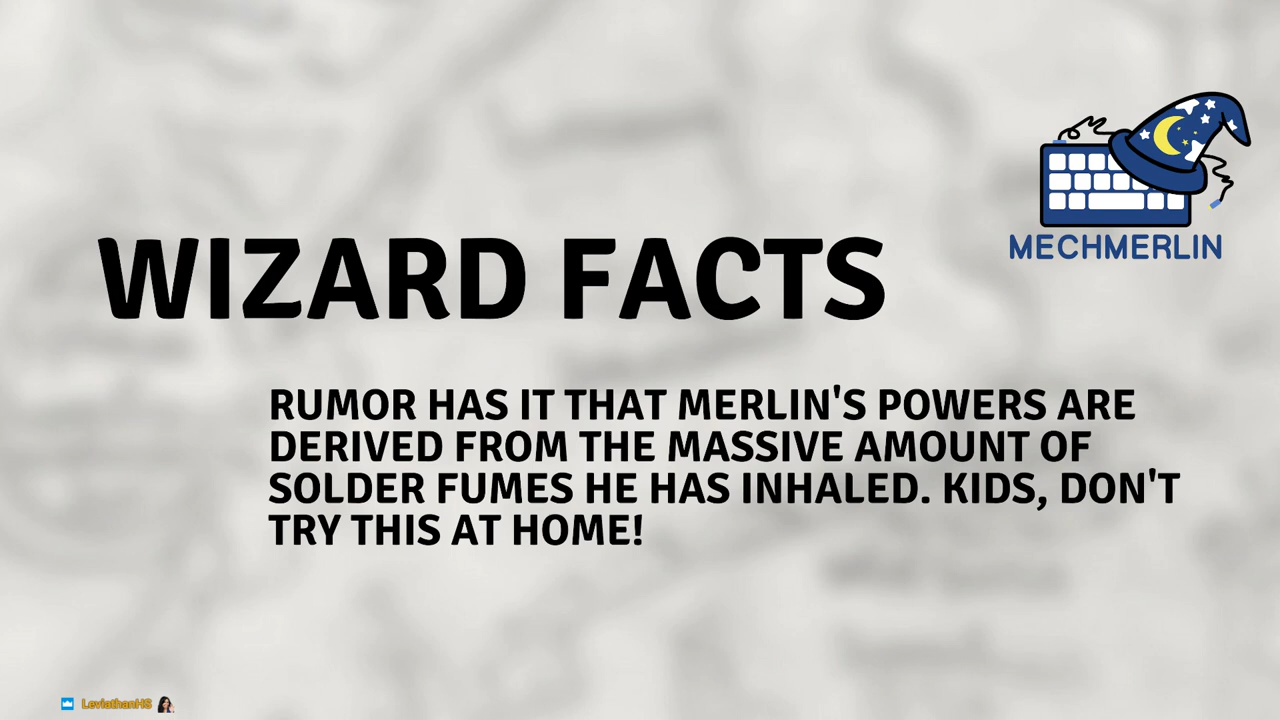 MECHMERLIN
WIZARD FACTS
RUMOR HAS IT THAT MERLIN'S POWERS ARE
DERIVED FROM THE MASSIVE AMOUNT OF
SOLDER FUMES HE HAS INHALED. KIDS, DON'T
TRY THIS AT HOME!
LeviathanHS